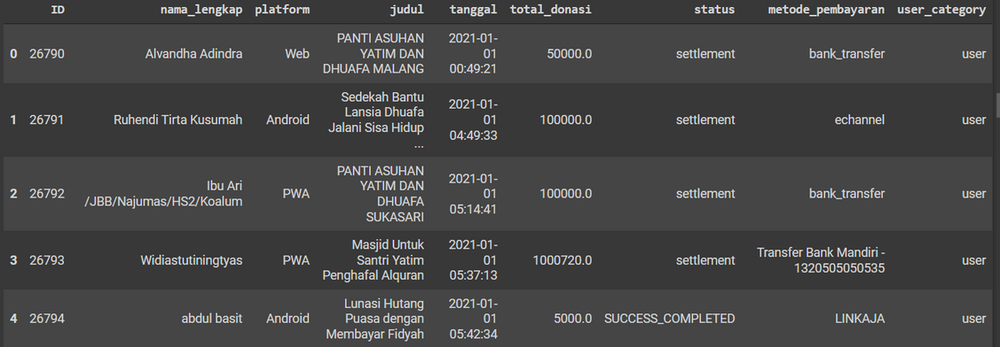 ID nama_lengkap platform judul tanggal total_donasi status metode_pembayaran user_category
0 26790 Alvandha Adindra Web PANTI ASUHAN YATIM DAN DHUAFA MALANG 2021-01-01 00:49:21 50000.0 settlement bank_transfer user
1 26791 Ruhendi Tirta Kusumah Android Sedekah Bantu Lansia Dhuafa Jalani Sisa Hidup ... 2021-01-01 04:49:33 100000.0 settlement echannel user
2 26792 Ibu Ari /JBB/Najumas/HS2/Koalum PWA PANTI ASUHAN YATIM DAN DHUAFA SUKASARI 2021-01-01 05:14:41 100000.0 settlement bank_transfer user
3 26793 Widiastutiningtyas PWA Masjid Untuk Santri Yatim Penghafal Alquran 2021-01-01 05:37:13 1000720.0 settlement Transfer Bank Mandiri - 1320505050535 user
4 26794 abdul basit Android Lunasi Hutang Puasa dengan Membayar Fidyah 2021-01-01 05:42:34 5000.0 SUCCESS_COMPLETED LINKAJA user